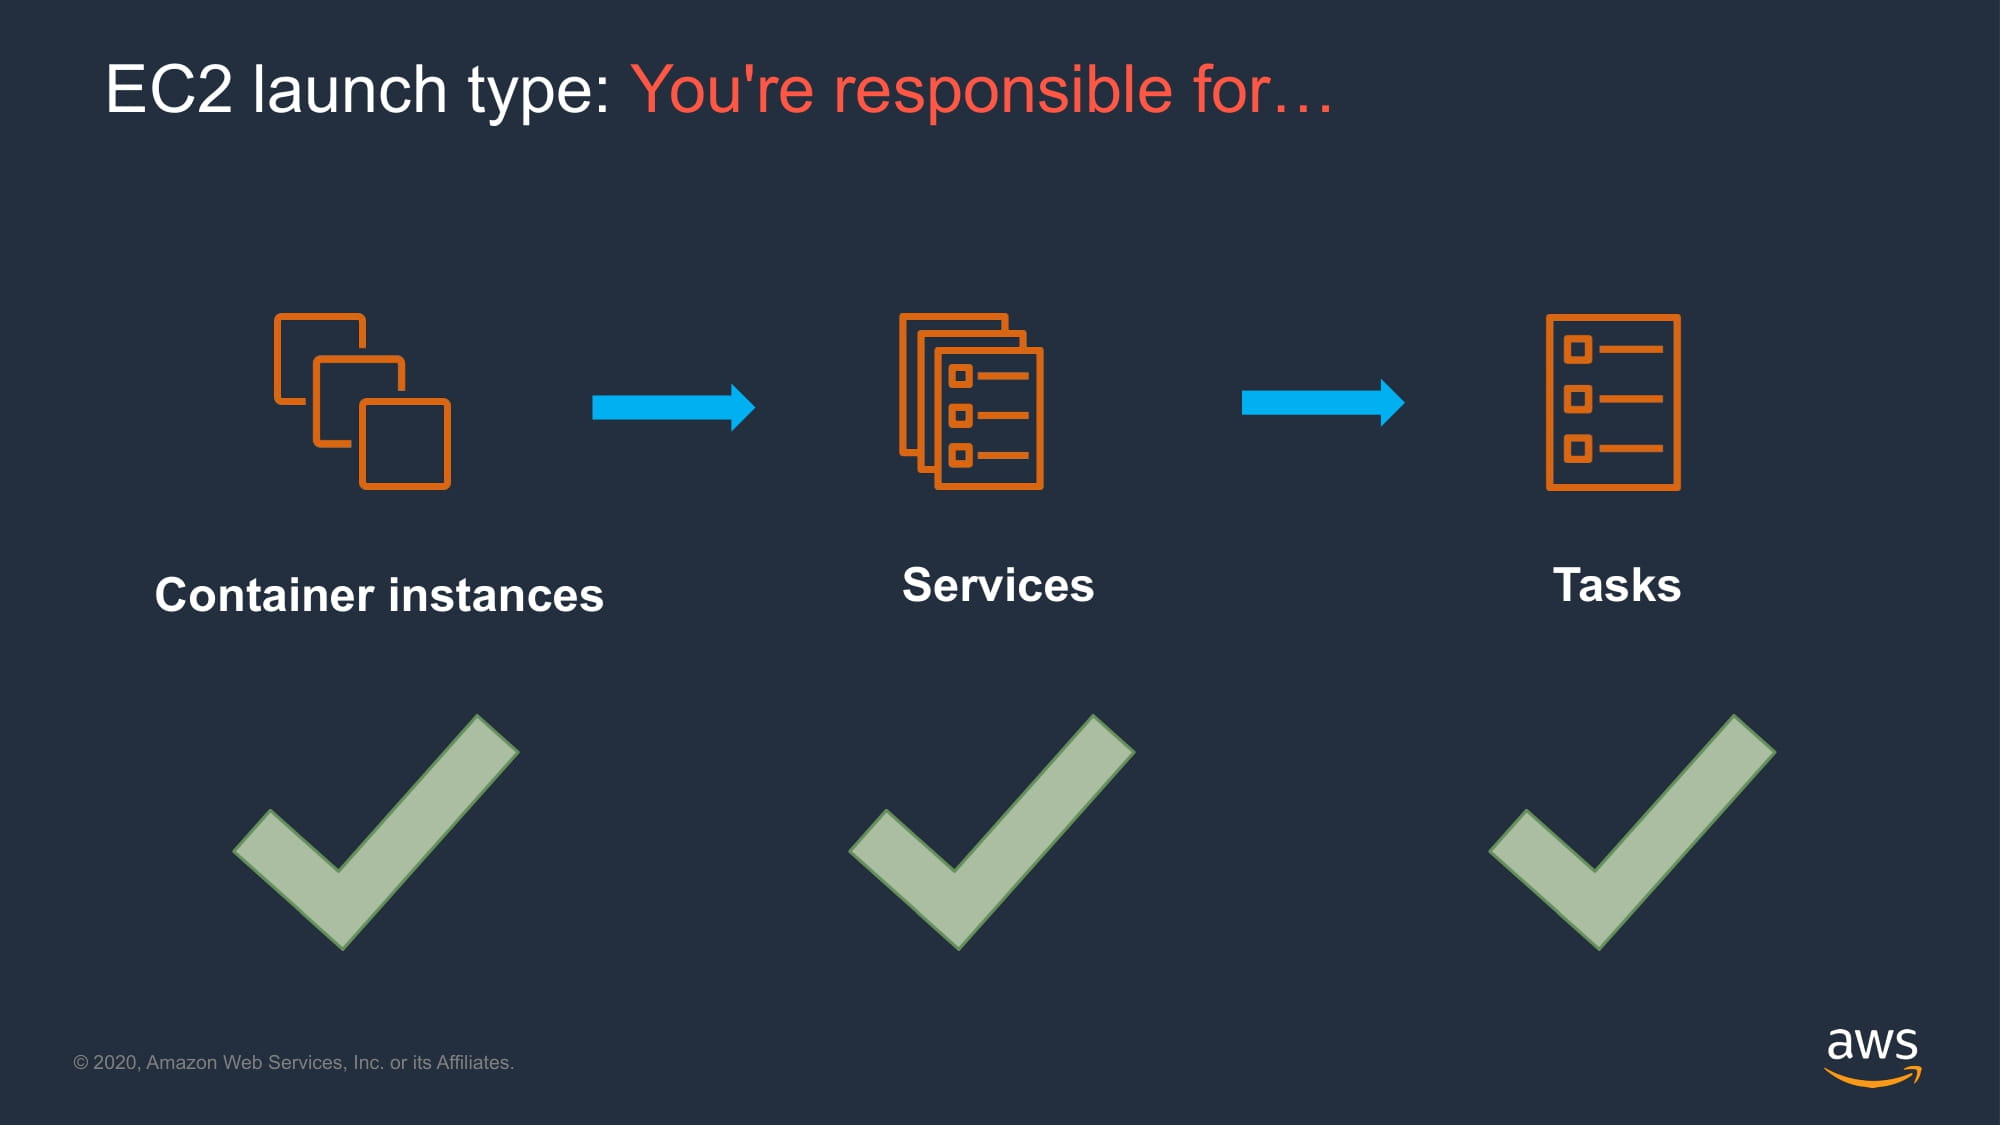 EC2 launch type: You're responsible for…
Container instances
Services
Tasks
© 2020, Amazon Web Services, Inc. or its Affiliates.
aws